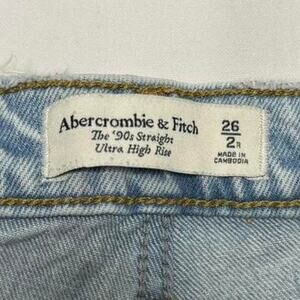 Abercrombie & Fitch
The '90s Straight
Ultra High Rise
26
2R
MADE IN
CAMBODIA